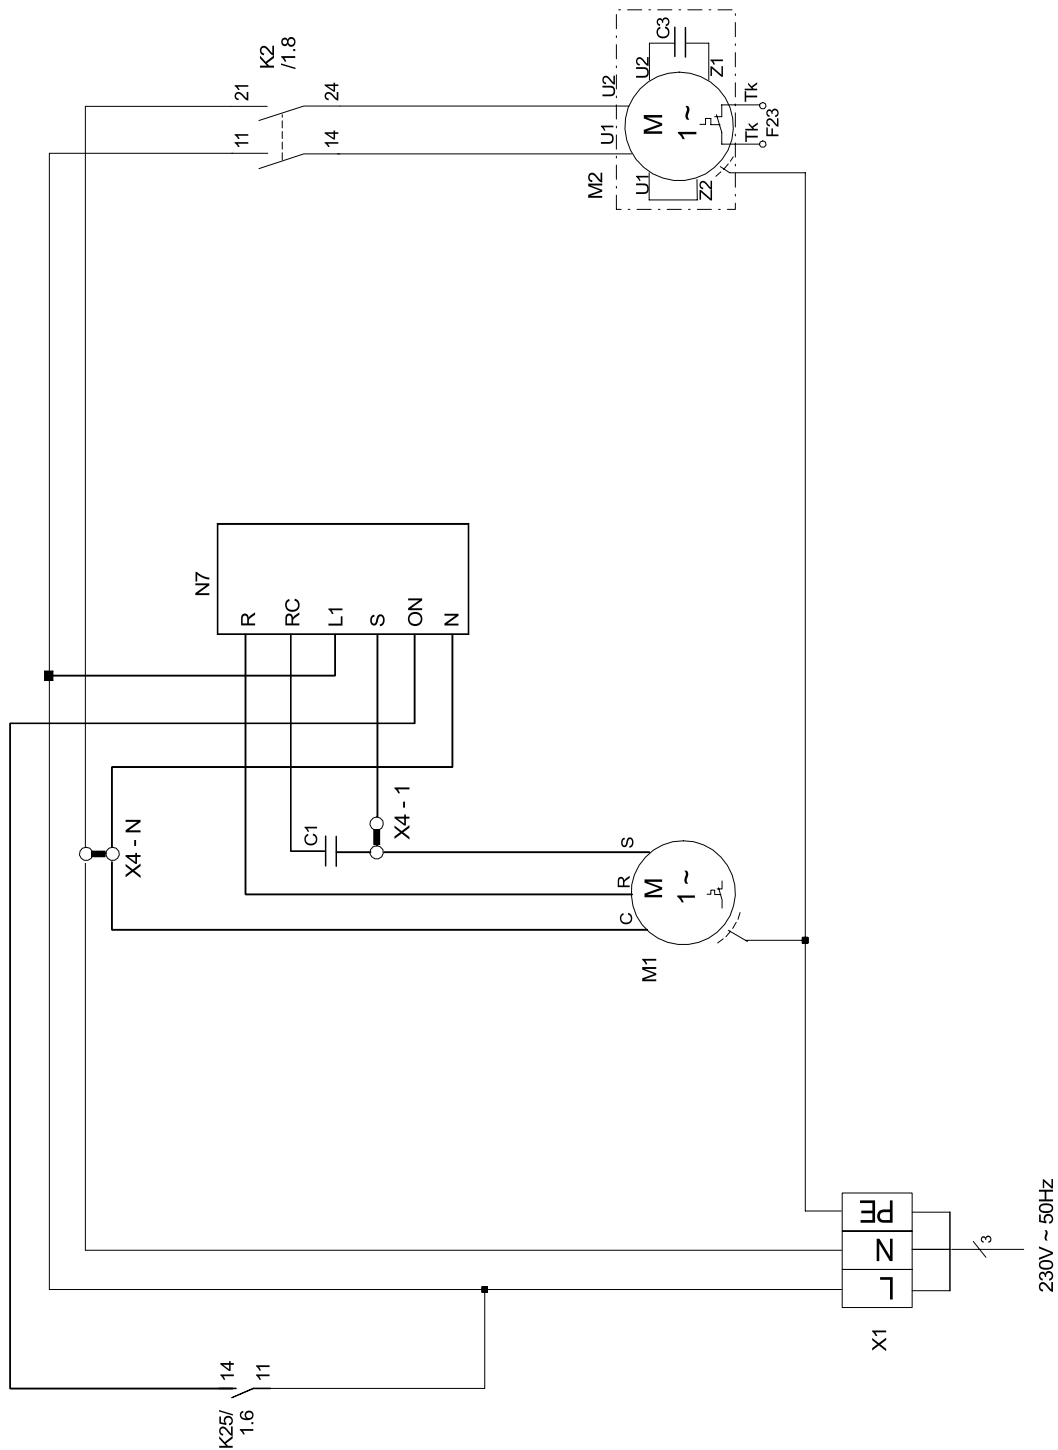 K2
/1.8
21
24
11
14
U2
U1
M2
U2
C3
Z1
M
1 ~
U1
Z2
Tk
Tk
F23
N7
R
RC
L1
S
ON
N
X4 - N
C1
X4 - 1
S
R
C
M
1 ~
M1
PE
N
L
X1
3
230V ~ 50Hz
14
11
K25/
1.6